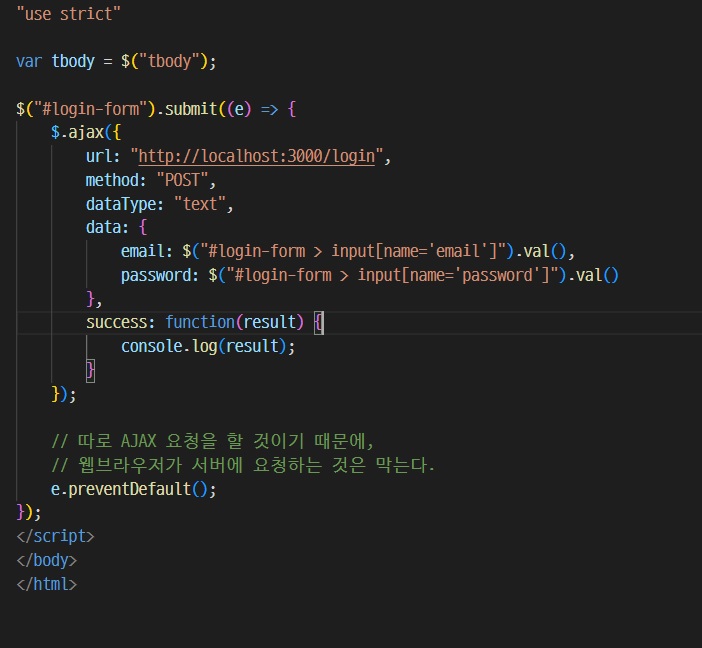 "use strict"
var tbody = $("tbody");
$("#login-form").submit((e) => {
$.ajax({
url: "http://localhost:3000/login",
method: "POST",
dataType: "text",
data: {
email: $("#login-form > input[name='email']").val(),
password: $("#login-form > input[name='password']").val()
},
success: function(result) {
console.log(result);
}
});
// 따로 AJAX 요청을 할 것이기 때문에,
// 웹브라우저가 서버에 요청하는 것은 막는다.
e.preventDefault();
});
</script>
</body>
</html>